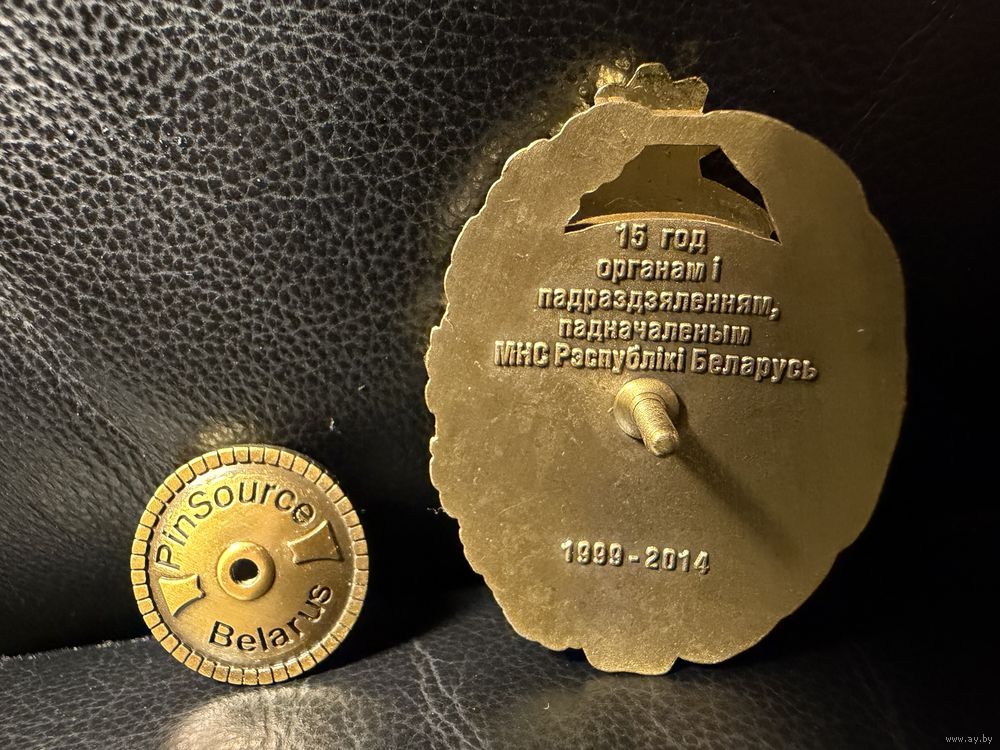 15 год
органам і
падраздзяленням,
падначаленым
МНС Рэспублікі Беларусь
1999-2014
PinSource
Belarus
www.ay.by